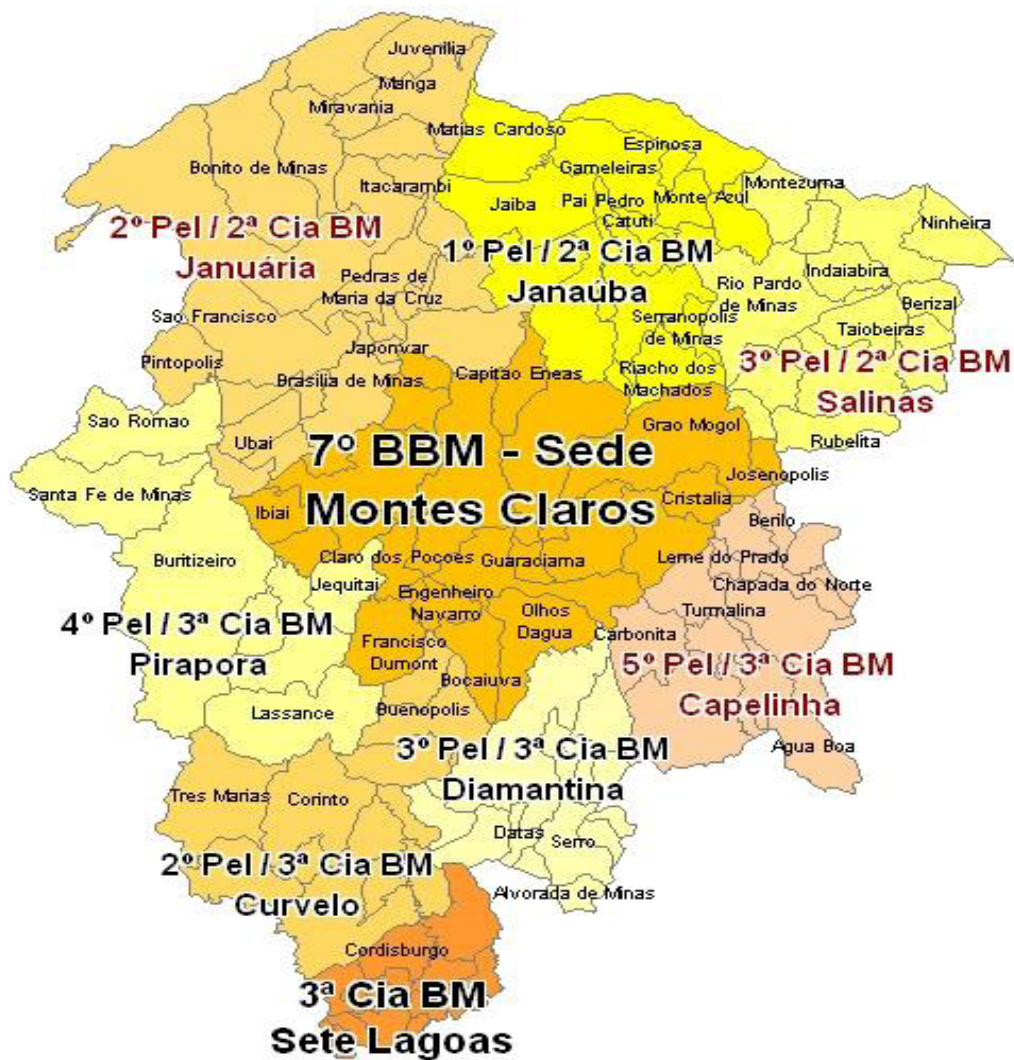 Juvenilia
Manga
Miravania
Matias Cardoso
Espinosa
Bonito de Minas
Gameleiras
Itacarambi
Montezuma
Jaiba
Pai Pedro
Monte Azul
Catuti
Ninheira
2º Pel / 2ª Cia BM
Januária
1º Pel / 2ª Cia BM
Janaúba
Indaiabira
Pedras de
Maria da Cruz
Rio Pardo
de Minas
Berizal
Sao Francisco
Serranopolis
de Minas
Taiobeiras
Japonvar
Pintopolis
Riacho dos
Machados
3º Pel / 2ª Cia BM
Salinas
Brasilia de Minas
Capitão Eneas
Sao Romao
Grao Mogol
Ubai
Rubelita
7º BBM - Sede
Montes Claros
Josenopolis
Santa Fe de Minas
Ibiai
Cristalia
Berilo
Buritizeiro
Claro dos Poções
Guaraciama
Leme do Prado
Jequitai
Chapada do Norte
Engenheiro
Navarro
Olhos
Dagua
Turmalina
4º Pel / 3ª Cia BM
Pirapora
Francisco
Dumont
Carbonita
5º Pel / 3ª Cia BM
Capelinha
Bocaiuva
Lassance
Buenopolis
3º Pel / 3ª Cia BM
Diamantina
Agua Boa
Tres Marias
Corinto
Datas
Serro
2º Pel / 3ª Cia BM
Curvelo
Alvorada de Minas
Cordisburgo
3ª Cia BM
Sete Lagoas